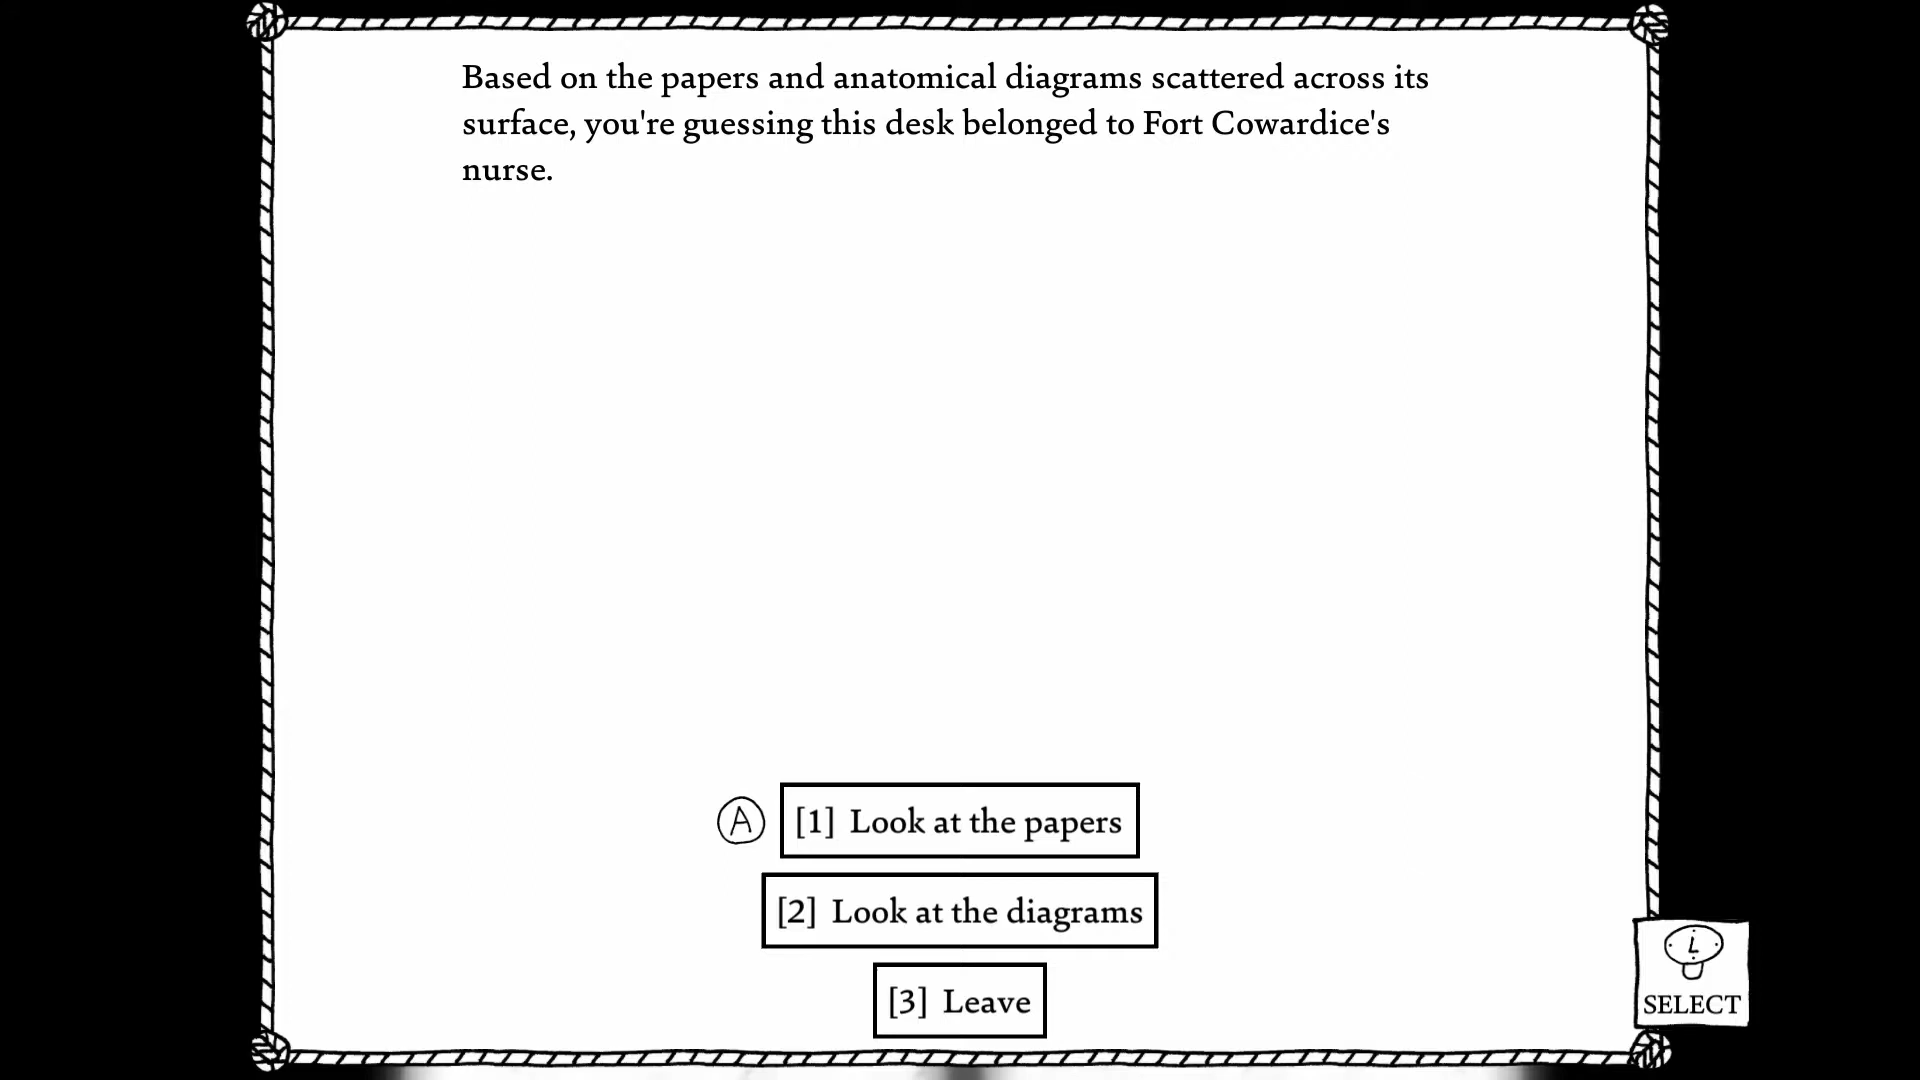 Based on the papers and anatomical diagrams scattered across its
surface, you're guessing this desk belonged to Fort Cowardice's
nurse.
A
[1] Look at the papers
[2] Look at the diagrams
[3] Leave
L
SELECT